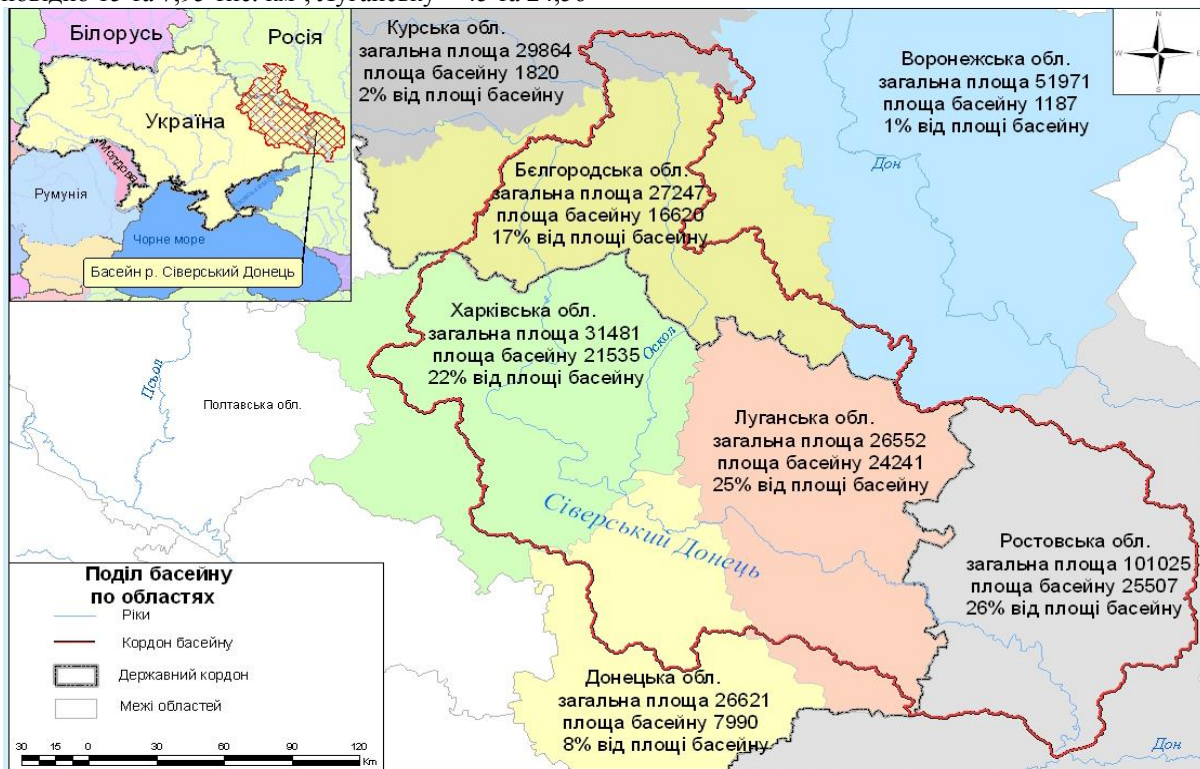 Білорусь
Росія
Україна
Молдова
Румунія
Чорне море
Басейн р. Сіверський Донець
Курська обл.
загальна площа 29864
площа басейну 1820
2% від площі басейну
Воронежська обл.
загальна площа 51971
площа басейну 1187
1% від площі басейну
N
W
E
S
Дон
Бєлгородська обл.
загальна площа 27247
площа басейну 16620
17% від площі басейну
Харківська обл.
загальна площа 31481
площа басейну 21535
22% від площі басейну
Оскол
Псьол
Полтавська обл.
Луганська обл.
загальна площа 26552
площа басейну 24241
25% від площі басейну
Сіверський Донець
Ростовська обл.
загальна площа 101025
площа басейну 25507
26% від площі басейну
Донецька обл.
загальна площа 26621
площа басейну 7990
8% від площі басейну
Дон
Поділ басейну
по областях
Ріки
Кордон басейну
Державний кордон
Межі областей
30 15 0 30 60 90 120
Km